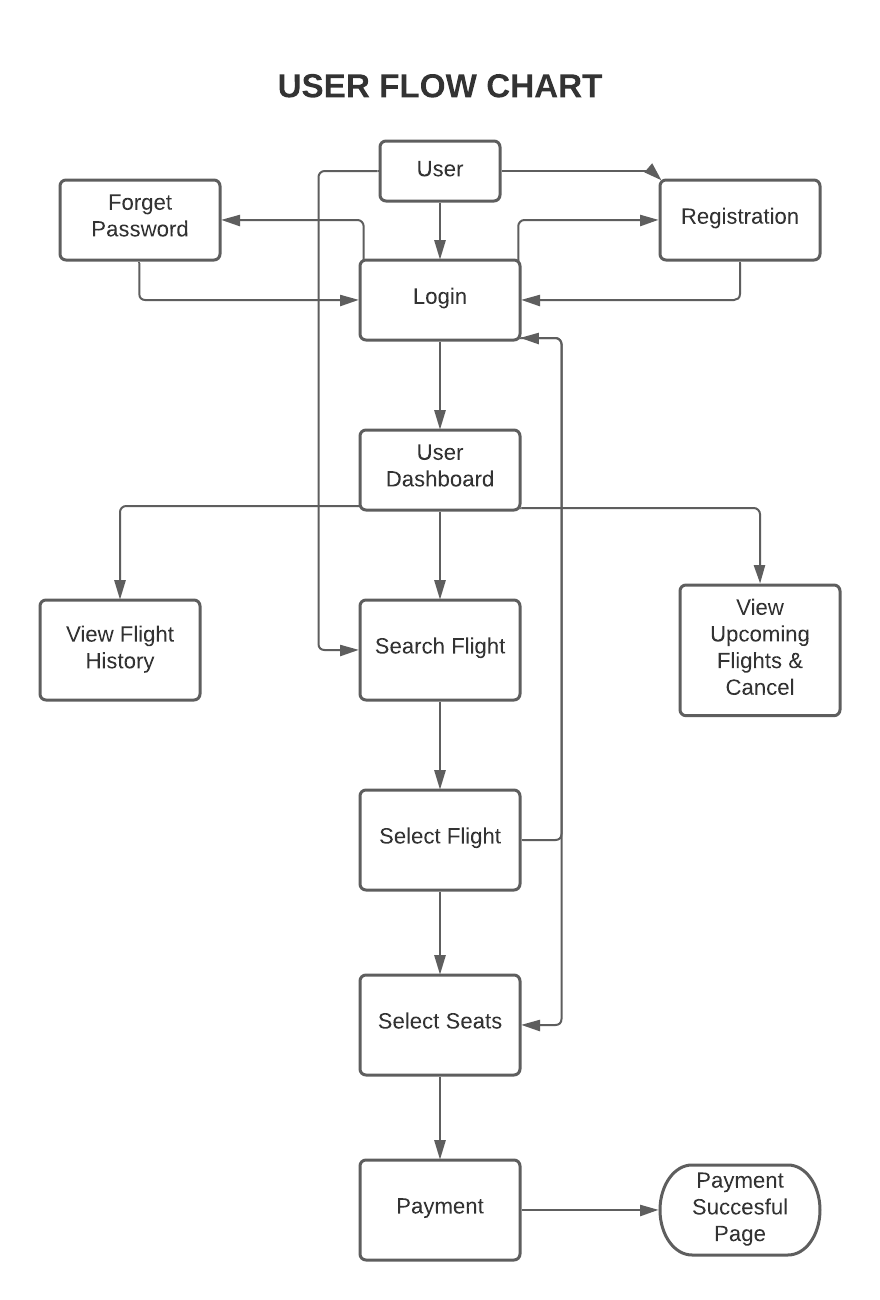 USER FLOW CHART
User
Forget
Password
Registration
Login
User
Dashboard
View Flight
History
Search Flight
View
Upcoming
Flights &
Cancel
Select Flight
Select Seats
Payment
Payment
Succesful
Page